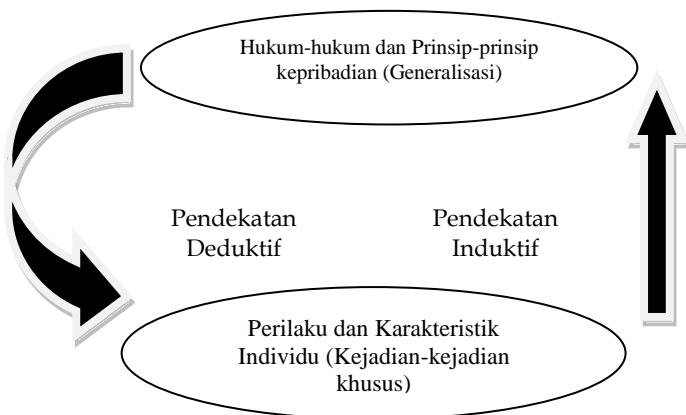 Hukum-hukum dan Prinsip-prinsip
kepribadian (Generalisasi)
Pendekatan
Deduktif
Pendekatan
Induktif
Perilaku dan Karakteristik
Individu (Kejadian-kejadian
khusus)